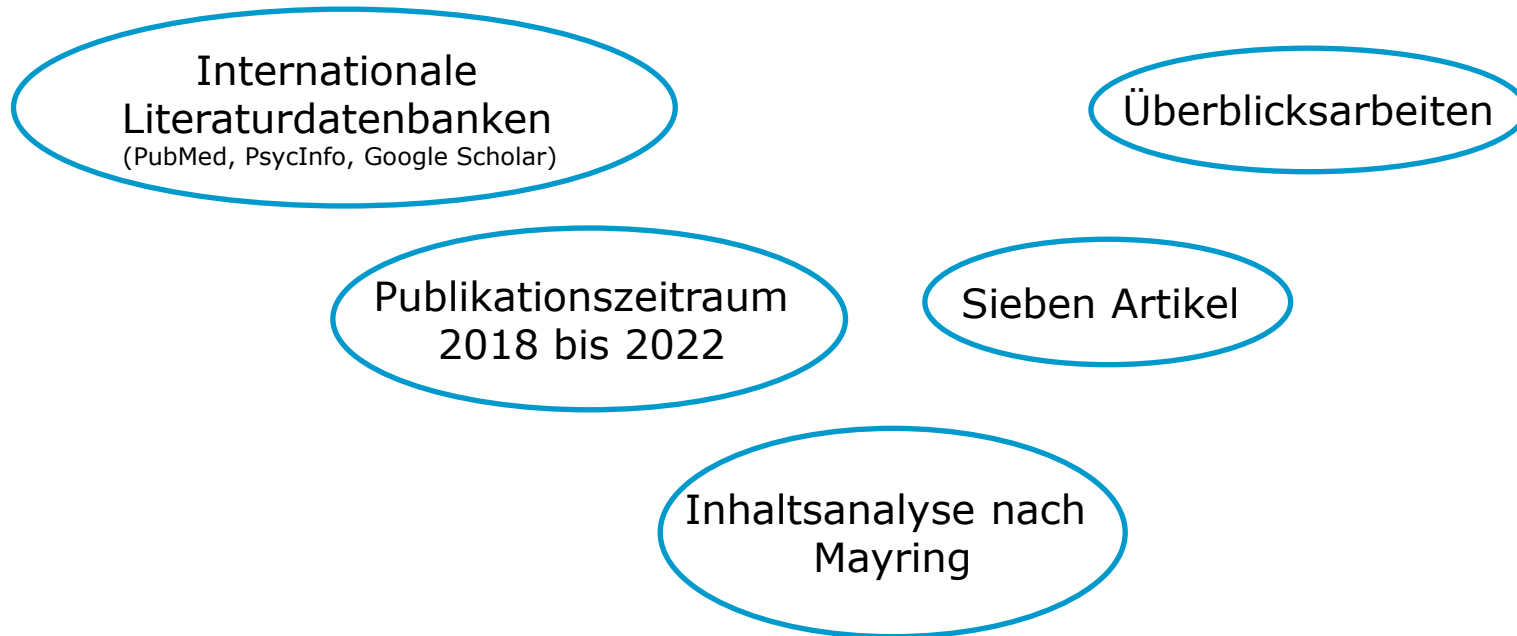 Internationale
Literaturdatenbanken
(PubMed, PsycInfo, Google Scholar)
Überblicksarbeiten
Publikationszeitraum
2018 bis 2022
Sieben Artikel
Inhaltsanalyse nach
Mayring